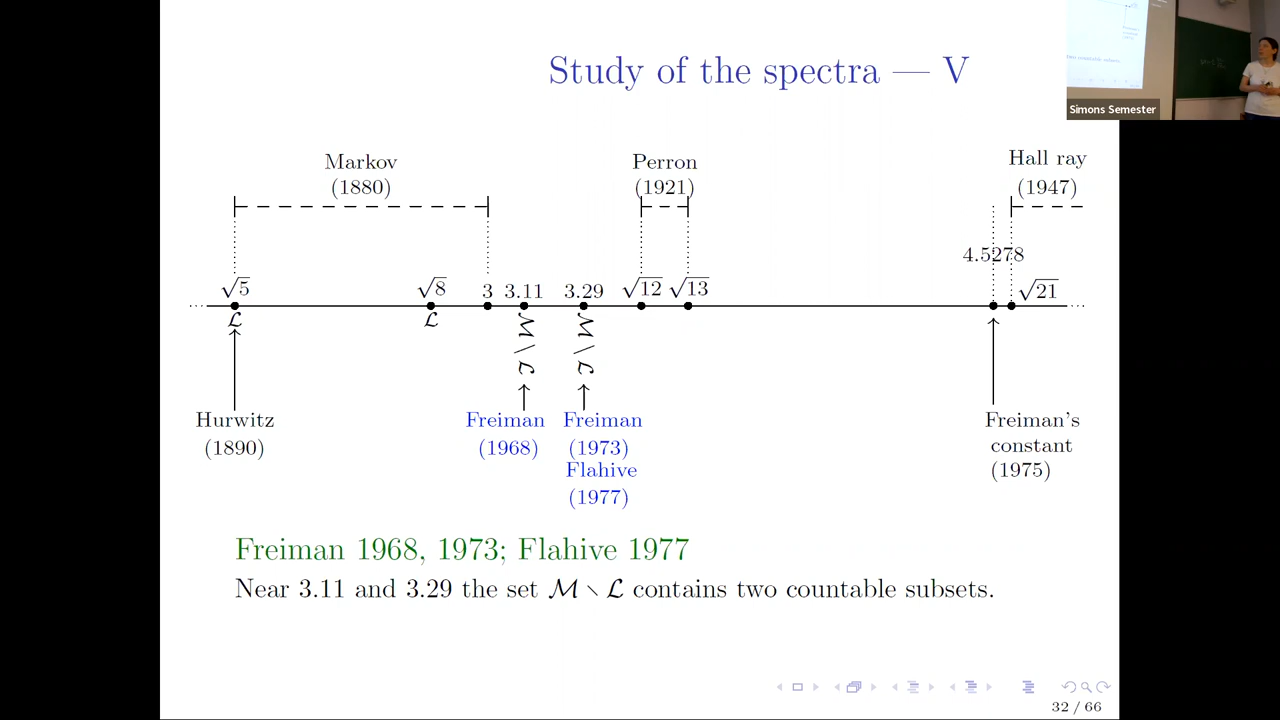 Study of the spectra — V
Simons Semester
Markov
(1880)
Perron
(1921)
Hall ray
(1947)
4.5278
√5
√8
3
3.11
3.29
√12
√13
√21
ℒ
ℒ
ℳ \ ℒ
ℳ \ ℒ
Hurwitz
(1890)
Freiman
(1968)
Freiman
(1973)
Flahive
(1977)
Freiman's
constant
(1975)
Freiman 1968, 1973; Flahive 1977
Near 3.11 and 3.29 the set ℳ \ ℒ contains two countable subsets.
32 / 66